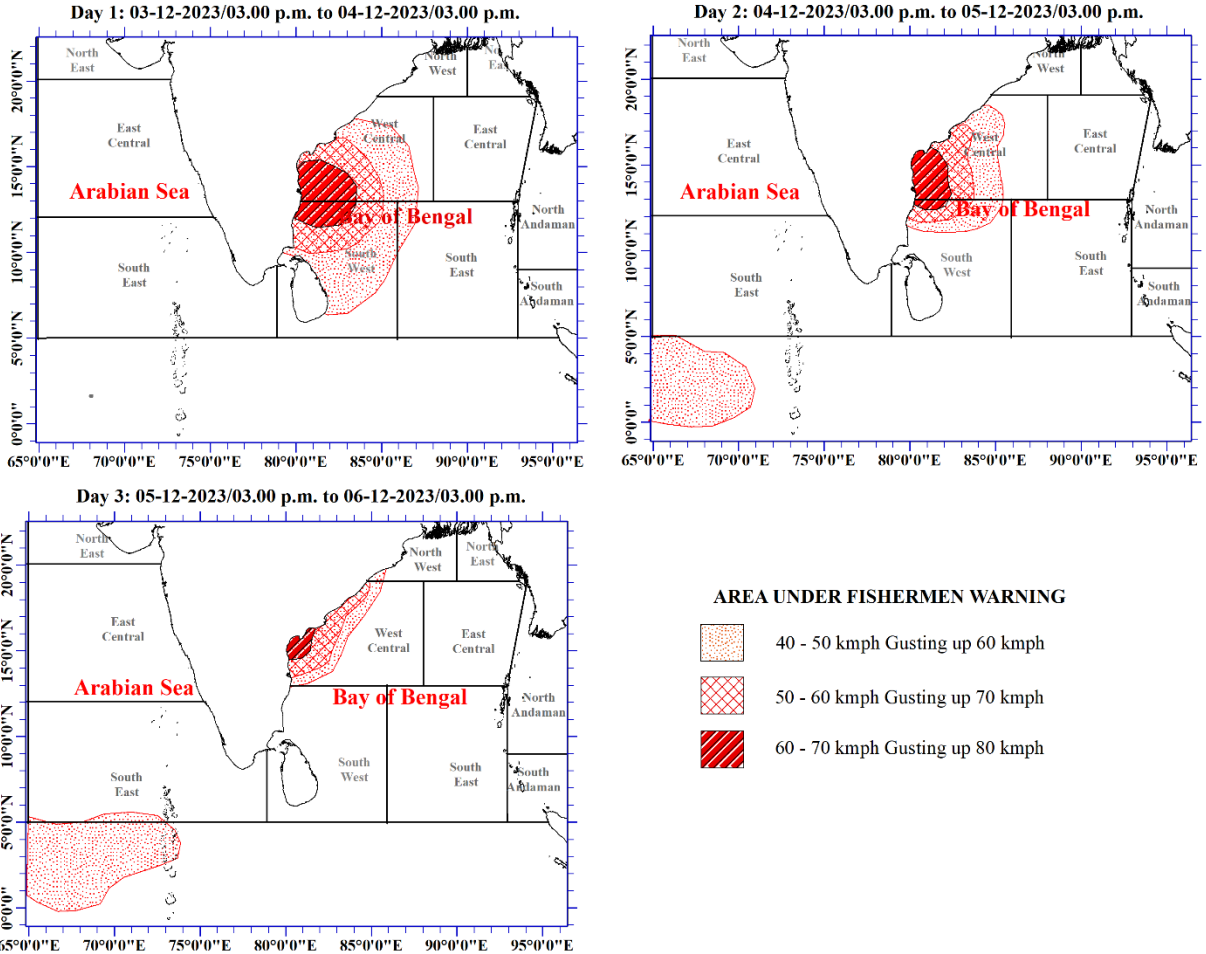 Day 1: 03-12-2023/03.00 p.m. to 04-12-2023/03.00 p.m.
North
East
North
West
20°0'0"N
East
Central
West
Central
East
Central
15°0'0"N
Arabian Sea
Bay of Bengal
North
Andaman
10°0'0"N
South
East
South
West
South
East
South
Andaman
5°0'0"N
0°0'0"
65°0'0"E 70°0'0"E 75°0'0"E 80°0'0"E 85°0'0"E 90°0'0"E 95°0'0"E
Day 2: 04-12-2023/03.00 p.m. to 05-12-2023/03.00 p.m.
North
East
North
West
20°0'0"N
East
Central
West
Central
East
Central
15°0'0"N
Arabian Sea
Bay of Bengal
North
Andaman
10°0'0"N
South
East
South
West
South
East
South
Andaman
5°0'0"N
0°0'0"
65°0'0"E 70°0'0"E 75°0'0"E 80°0'0"E 85°0'0"E 90°0'0"E 95°0'0"E
Day 3: 05-12-2023/03.00 p.m. to 06-12-2023/03.00 p.m.
North
East
North
West
North
East
20°0'0"N
East
Central
West
Central
East
Central
15°0'0"N
Arabian Sea
Bay of Bengal
North
Andaman
10°0'0"N
South
East
South
West
South
East
South
Andaman
5°0'0"N
0°0'0"
65°0'0"E 70°0'0"E 75°0'0"E 80°0'0"E 85°0'0"E 90°0'0"E 95°0'0"E
AREA UNDER FISHERMEN WARNING
40 - 50 kmph Gusting up 60 kmph
50 - 60 kmph Gusting up 70 kmph
60 - 70 kmph Gusting up 80 kmph